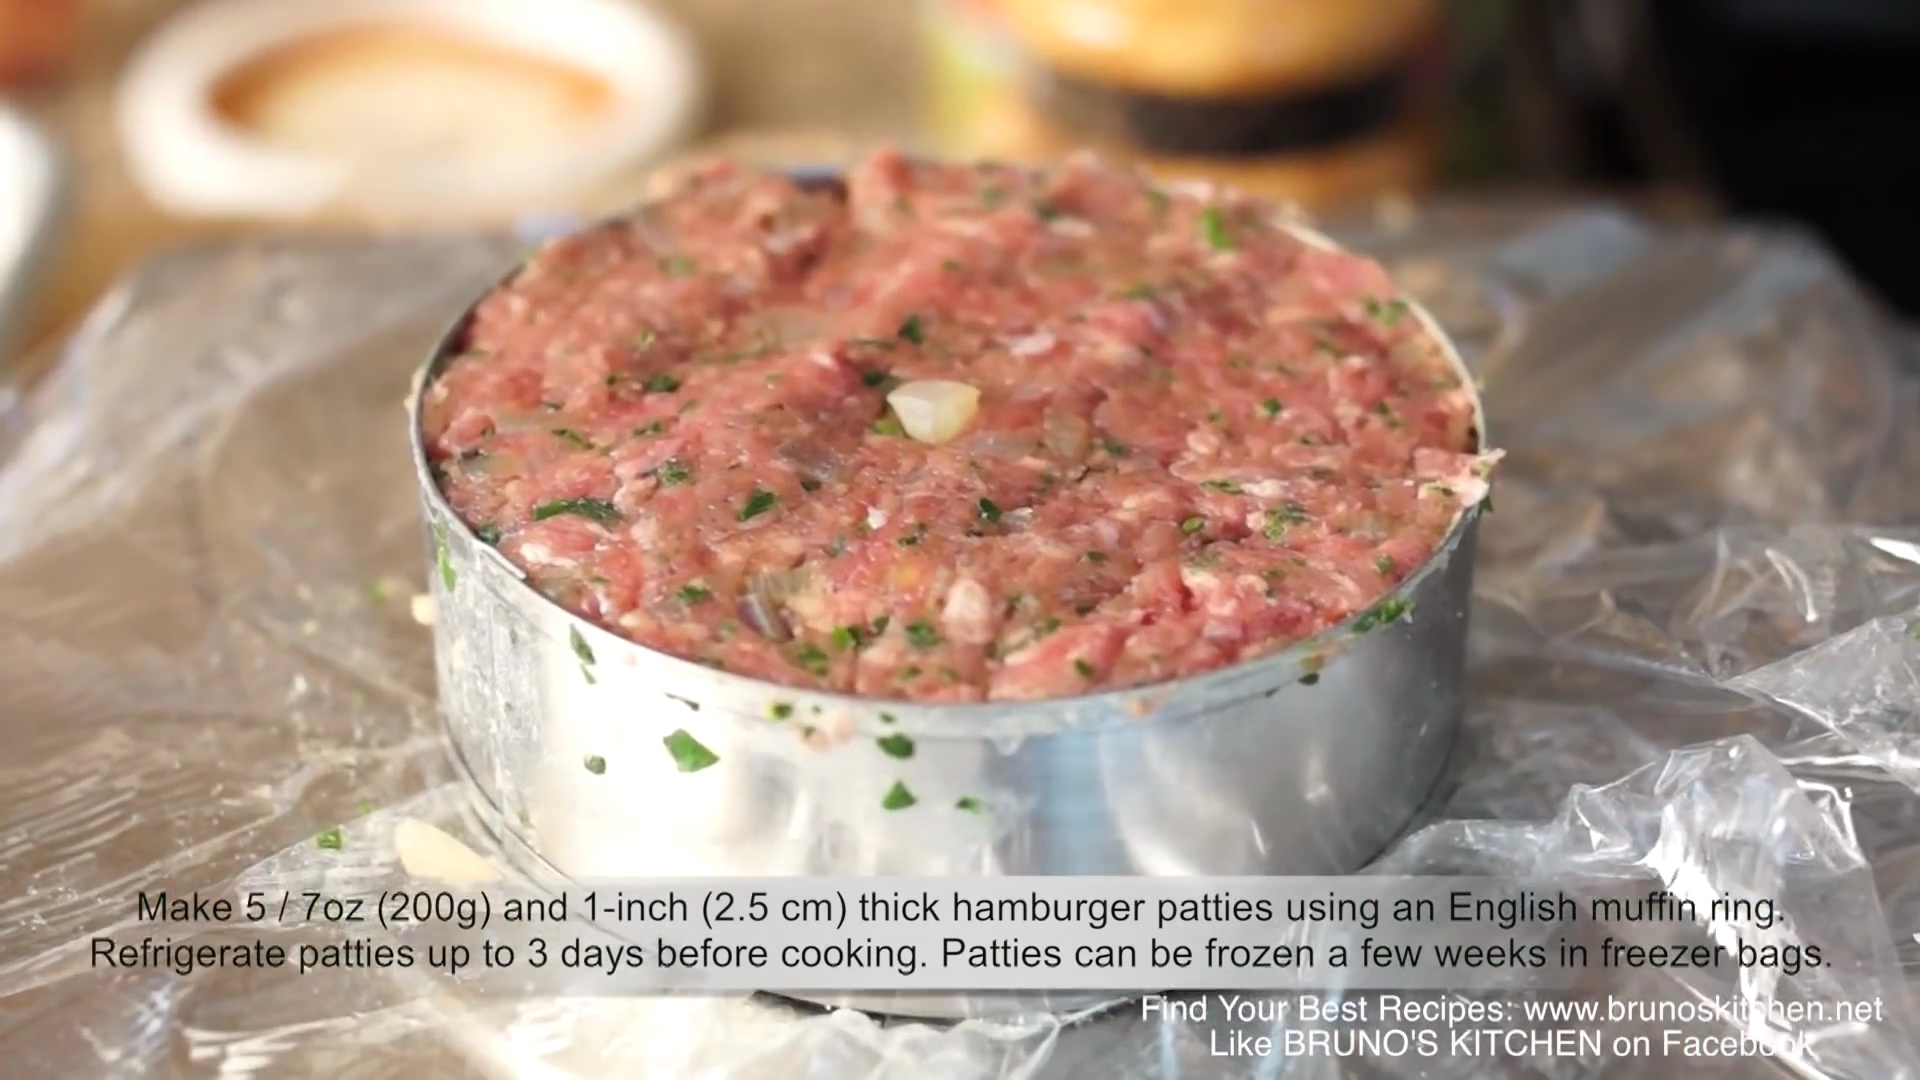 Make 5 / 7oz (200g) and 1-inch (2.5 cm) thick hamburger patties using an English muffin ring.
Refrigerate patties up to 3 days before cooking. Patties can be frozen a few weeks in freezer bags.
Find Your Best Recipes: www.brunoskitchen.net
Like BRUNO'S KITCHEN on Facebook